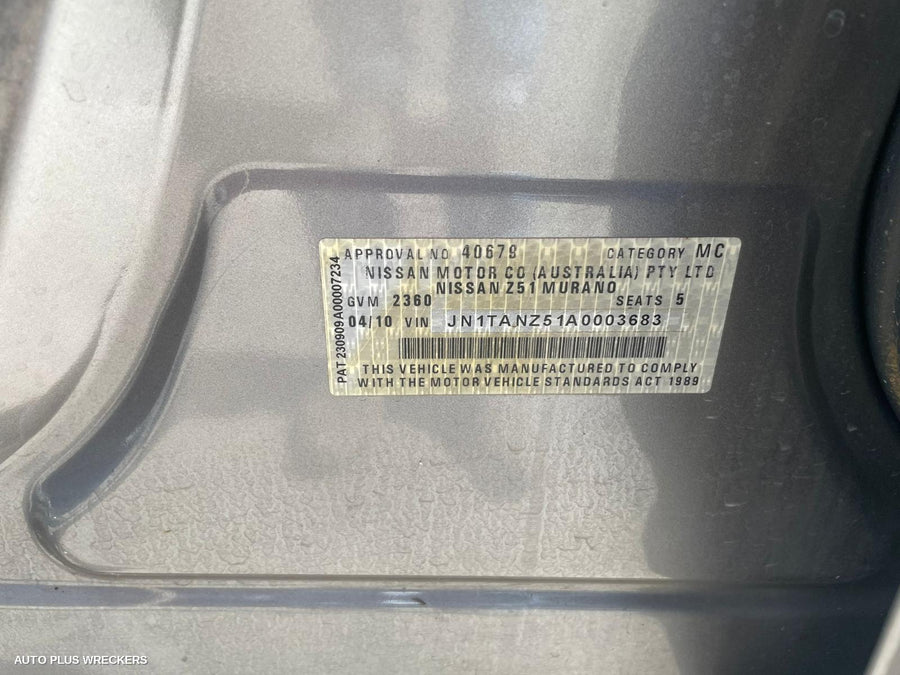 APPROVAL NO 40679 CATEGORY MC
NISSAN MOTOR CO (AUSTRALIA) PTY LTD
NISSAN Z51 MURANO
GVM 2360 SEATS 5
04/10 VIN JN1TANZ51A0003683
THIS VEHICLE WAS MANUFACTURED TO COMPLY
WITH THE MOTOR VEHICLE STANDARDS ACT 1989
PAT 230909A00007234
AUTO PLUS WRECKERS